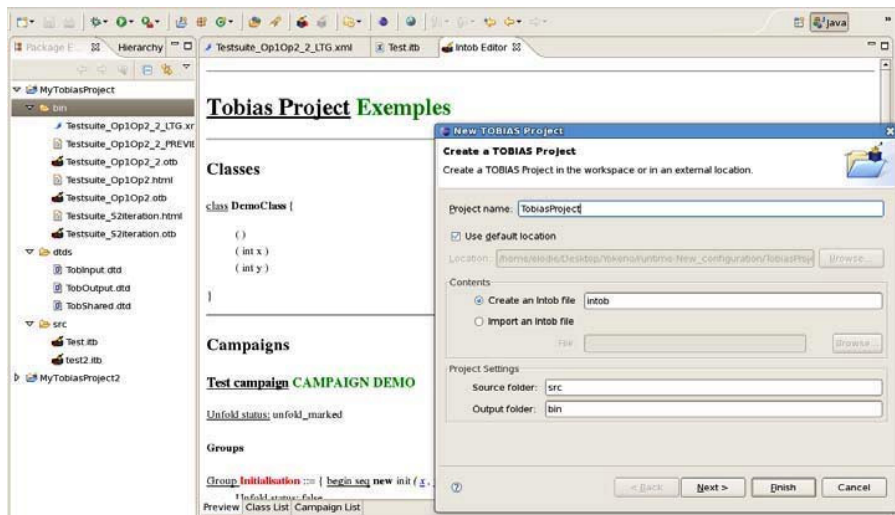 Java
Package E... Hierarchy
MyTobiasProject
bin
Testsuite_Op1Op2_2_LTG.xr
Testsuite_Op1Op2_2_PREVIE
Testsuite_Op1Op2_2.otb
Testsuite_Op1Op2.html
Testsuite_Op1Op2.otb
Testsuite_S2iteration.html
Testsuite_S2iteration.otb
dtds
TobInput.dtd
TobOutput.dtd
TobShared.dtd
src
Test.itb
test2.itb
MyTobiasProject2
Testsuite_Op1Op2_2_LTG.xml Test.itb Intob Editor
Tobias Project Exemples
Classes
class DemoClass {
( )
( int x )
( int y )
}
Campaigns
Test campaign CAMPAIGN DEMO
Unfold status: unfold_marked
Groups
Group Initialisation ::= { begin seq new init ( x ,
Unfold status: false
Preview Class List Campaign List
New TOBIAS Project
Create a TOBIAS Project
Create a TOBIAS Project in the workspace or in an external location.
Project name: TobiasProject
Use default location
Location: Browse...
Contents
Create an Intob file intob
Import an Intob file
File Browse...
Project Settings
Source folder: src
Output folder: bin
< Back Next > Finish Cancel